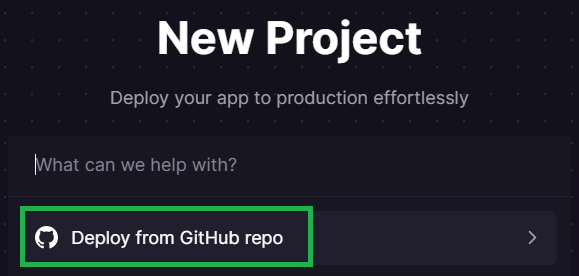 New Project
Deploy your app to production effortlessly
What can we help with?
Deploy from GitHub repo